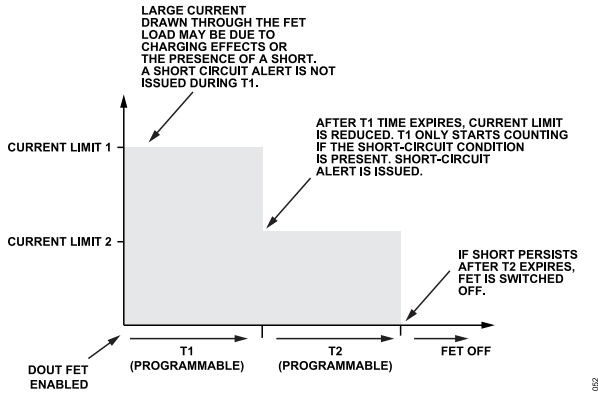 LARGE CURRENT
DRAWN THROUGH THE FET
LOAD MAY BE DUE TO
CHARGING EFFECTS OR
THE PRESENCE OF A SHORT.
A SHORT CIRCUIT ALERT IS NOT
ISSUED DURING T1.
AFTER T1 TIME EXPIRES, CURRENT LIMIT
IS REDUCED. T1 ONLY STARTS COUNTING
IF THE SHORT-CIRCUIT CONDITION
IS PRESENT. SHORT-CIRCUIT
ALERT IS ISSUED.
CURRENT LIMIT 1
CURRENT LIMIT 2
IF SHORT PERSISTS
AFTER T2 EXPIRES,
FET IS SWITCHED
OFF.
DOUT FET
ENABLED
T1
(PROGRAMMABLE)
T2
(PROGRAMMABLE)
FET OFF
052